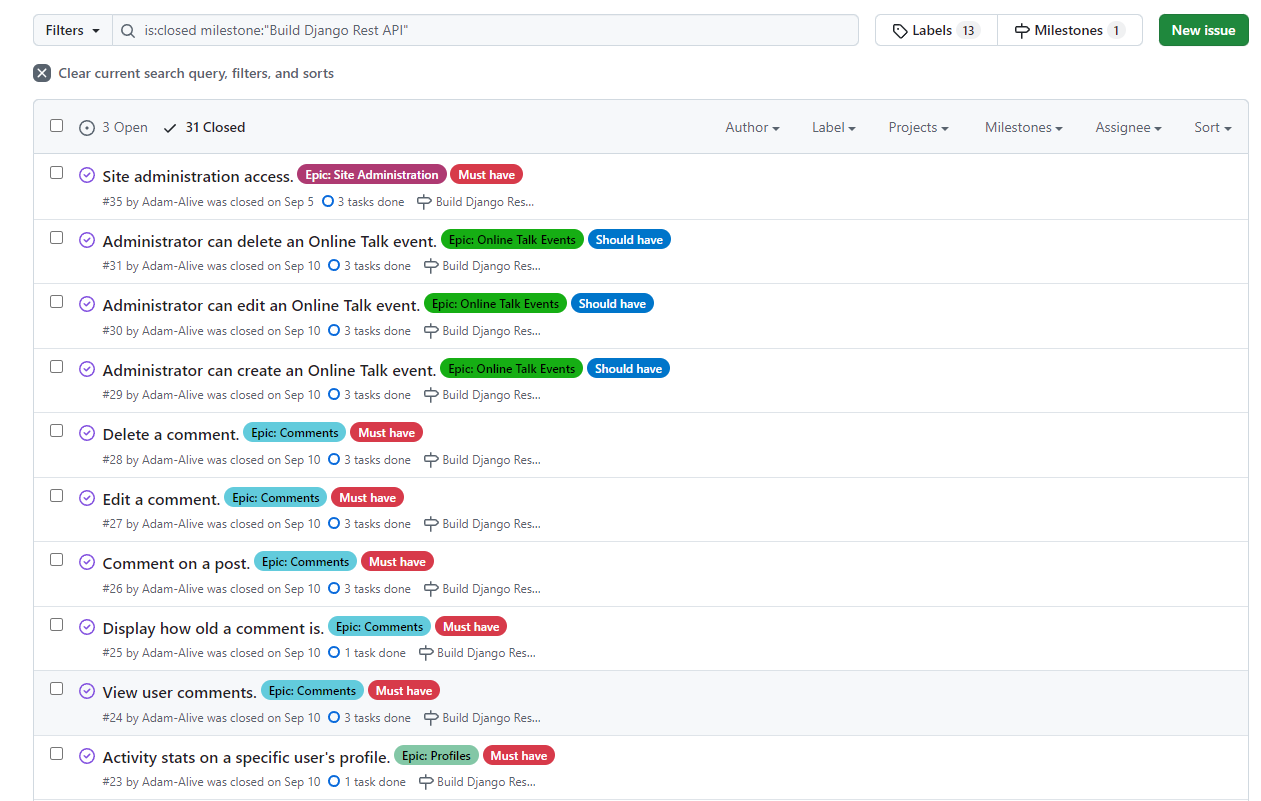 Filters is:closed milestone:"Build Django Rest API" Labels 13 Milestones 1 New issue
Clear current search query, filters, and sorts
3 Open 31 Closed Author Label Projects Milestones Assignee Sort
Site administration access. Epic: Site Administration Must have
#35 by Adam-Alive was closed on Sep 5 3 tasks done Build Django Res...
Administrator can delete an Online Talk event. Epic: Online Talk Events Should have
#31 by Adam-Alive was closed on Sep 10 3 tasks done Build Django Res...
Administrator can edit an Online Talk event. Epic: Online Talk Events Should have
#30 by Adam-Alive was closed on Sep 10 3 tasks done Build Django Res...
Administrator can create an Online Talk event. Epic: Online Talk Events Should have
#29 by Adam-Alive was closed on Sep 10 3 tasks done Build Django Res...
Delete a comment. Epic: Comments Must have
#28 by Adam-Alive was closed on Sep 10 3 tasks done Build Django Res...
Edit a comment. Epic: Comments Must have
#27 by Adam-Alive was closed on Sep 10 3 tasks done Build Django Res...
Comment on a post. Epic: Comments Must have
#26 by Adam-Alive was closed on Sep 10 3 tasks done Build Django Res...
Display how old a comment is. Epic: Comments Must have
#25 by Adam-Alive was closed on Sep 10 1 task done Build Django Res...
View user comments. Epic: Comments Must have
#24 by Adam-Alive was closed on Sep 10 3 tasks done Build Django Res...
Activity stats on a specific user's profile. Epic: Profiles Must have
#23 by Adam-Alive was closed on Sep 10 1 task done Build Django Res...